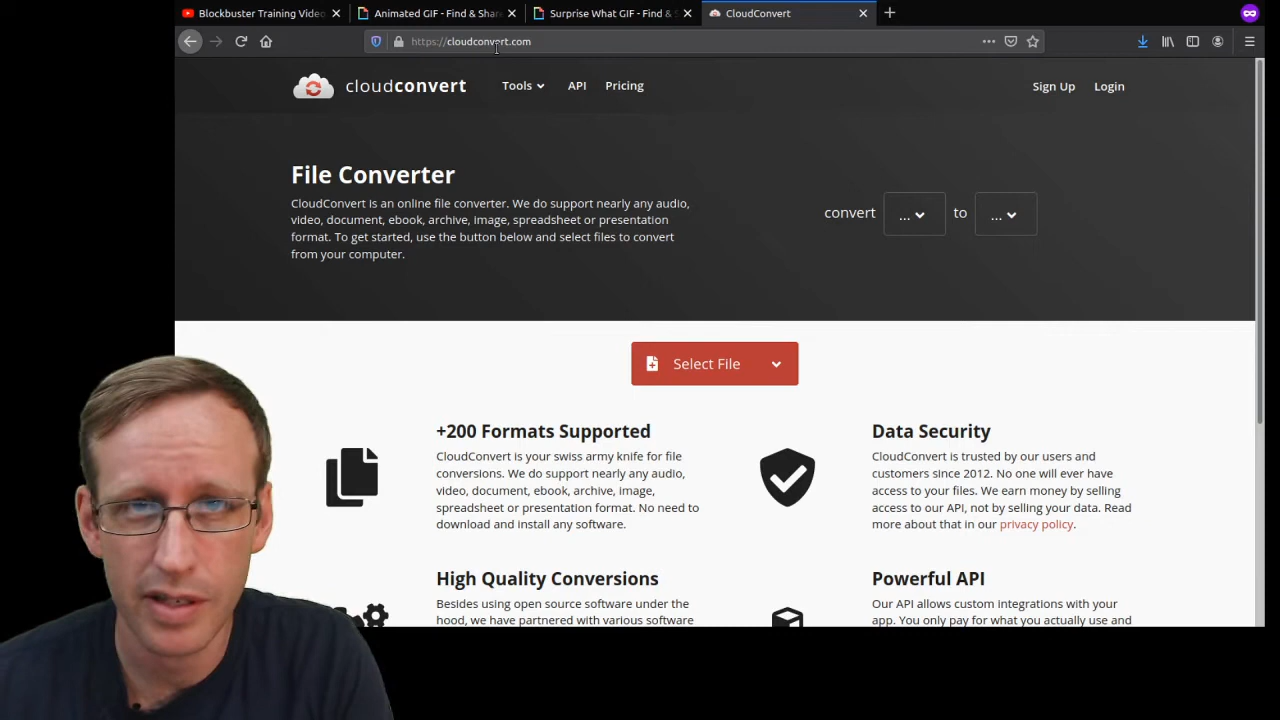 Blockbuster Training Video
Animated GIF - Find & Share
Surprise What GIF - Find & S
CloudConvert
https://cloudconvert.com
cloudconvert
Tools
API
Pricing
Sign Up
Login
File Converter
CloudConvert is an online file converter. We do support nearly any audio,
video, document, ebook, archive, image, spreadsheet or presentation
format. To get started, use the button below and select files to convert
from your computer.
convert ... to ...
Select File
+200 Formats Supported
CloudConvert is your swiss army knife for file
conversions. We do support nearly any audio,
video, document, ebook, archive, image,
spreadsheet or presentation format. No need to
download and install any software.
Data Security
CloudConvert is trusted by our users and
customers since 2012. No one will ever have
access to your files. We earn money by selling
access to our API, not by selling your data. Read
more about that in our privacy policy.
High Quality Conversions
Besides using open source software under the
hood, we have partnered with various software
Powerful API
Our API allows custom integrations with your
app. You only pay for what you actually use and